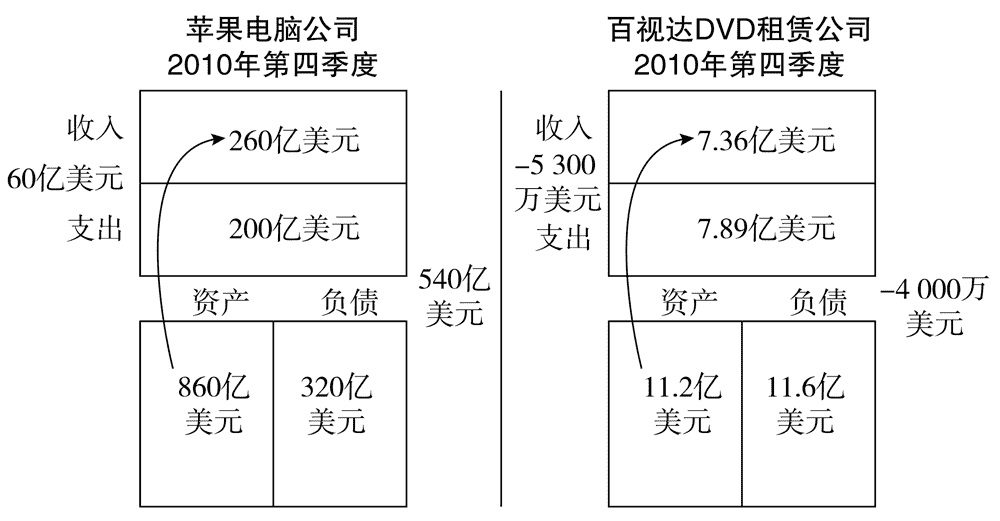 苹果电脑公司
2010年第四季度
收入
260亿美元
60亿美元
支出
200亿美元
540亿
美元
资产
负债
860亿
美元
320亿
美元
百视达DVD租赁公司
2010年第四季度
收入
7.36亿美元
-5 300
万美元
支出
7.89亿美元
-4 000万
美元
资产
负债
11.2亿
美元
11.6亿
美元